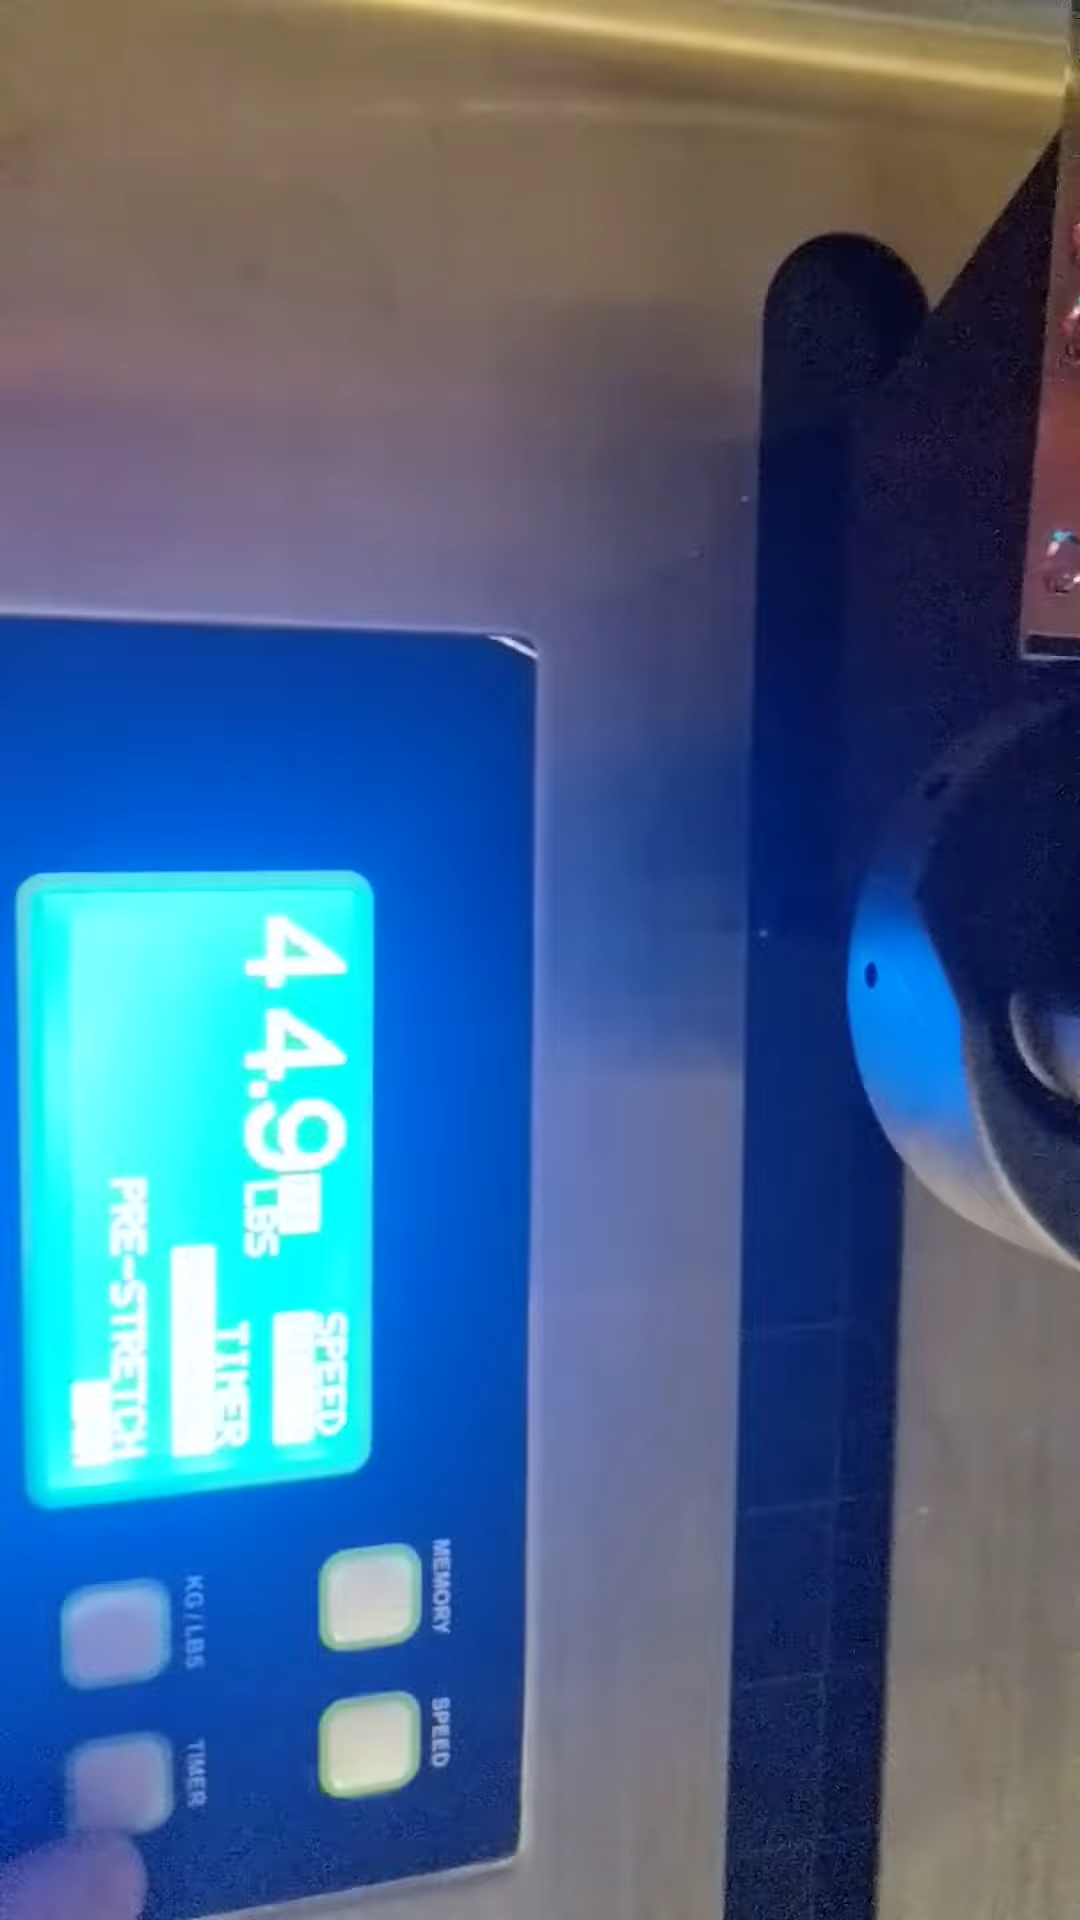 44.9 LBS
SPEED
TIMER
PRE-STRETCH
MEMORY
SPEED
KG/LBS
TIMER